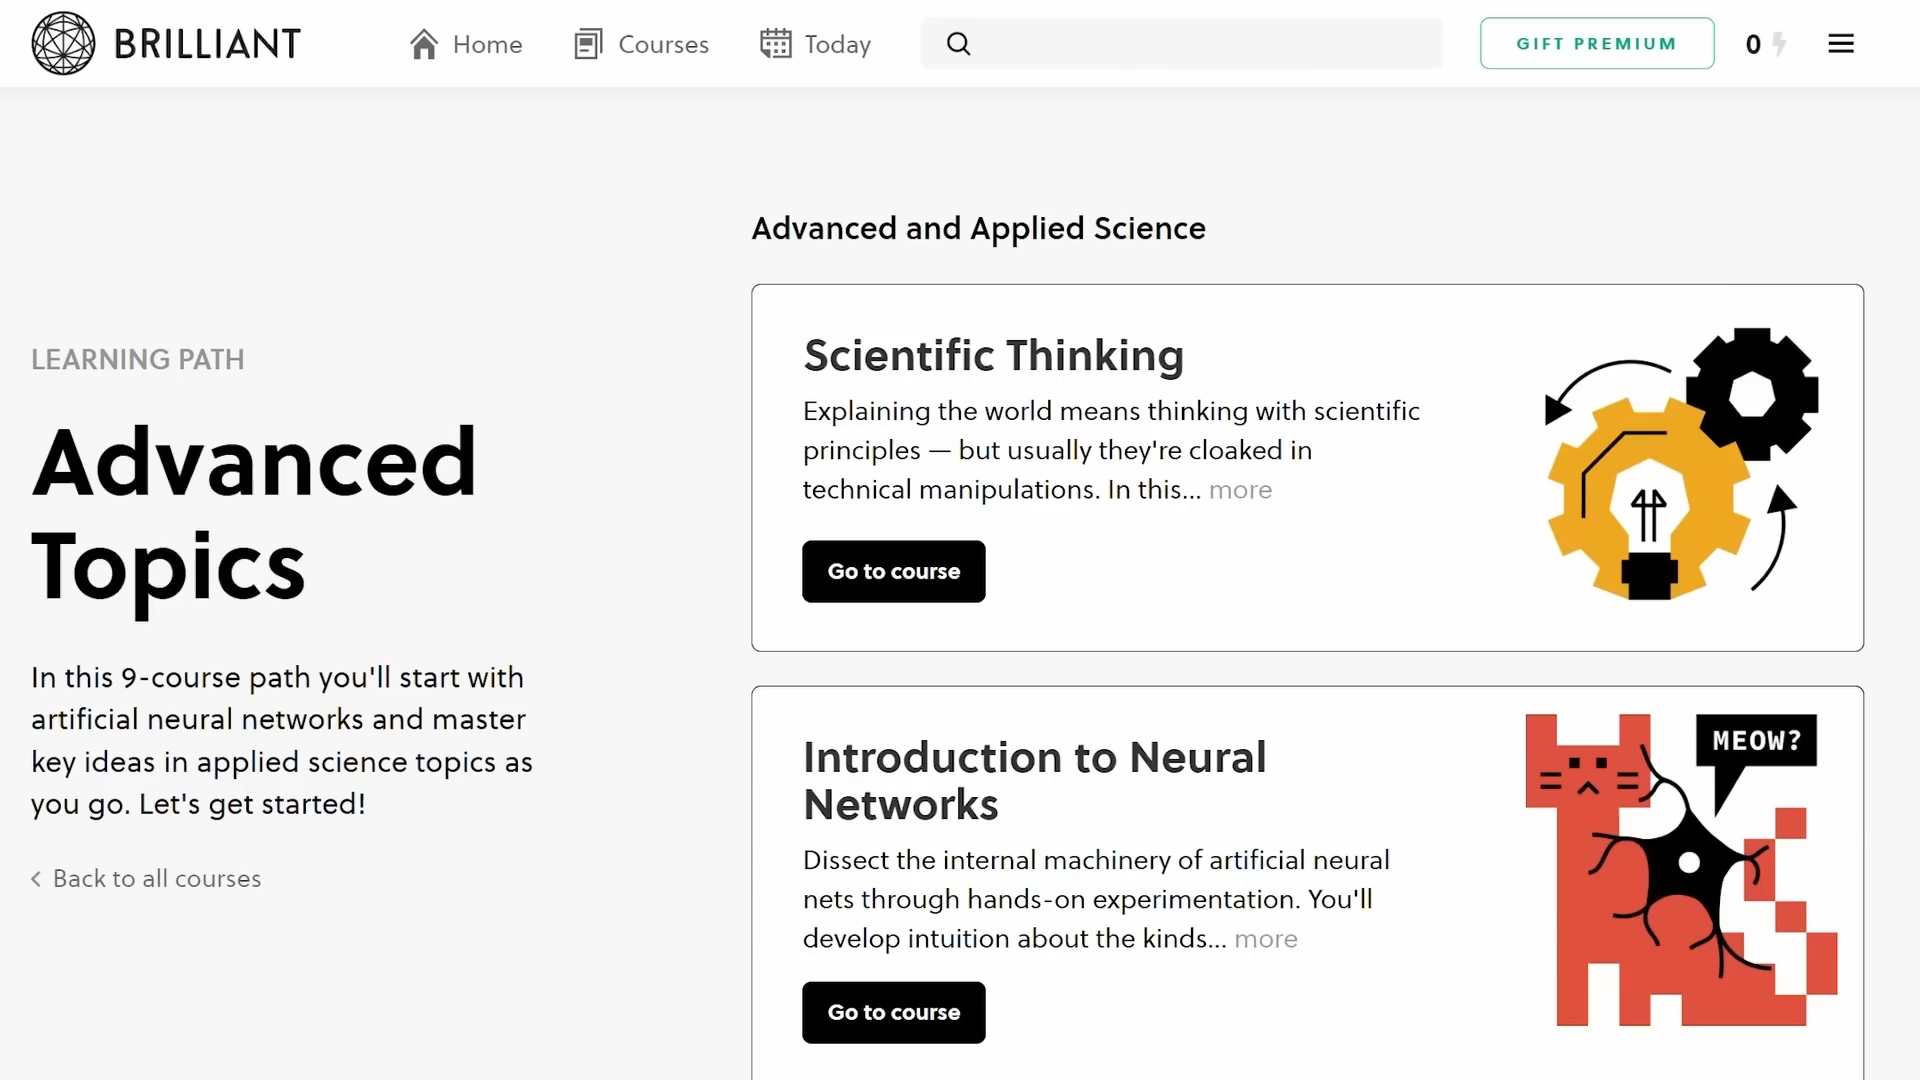 BRILLIANT
Home
Courses
Today
GIFT PREMIUM
0
LEARNING PATH
Advanced
Topics
In this 9-course path you'll start with
artificial neural networks and master
key ideas in applied science topics as
you go. Let's get started!
Back to all courses
Advanced and Applied Science
Scientific Thinking
Explaining the world means thinking with scientific
principles — but usually they're cloaked in
technical manipulations. In this... more
Go to course
Introduction to Neural
Networks
MEOW?
Dissect the internal machinery of artificial neural
nets through hands-on experimentation. You'll
develop intuition about the kinds... more
Go to course